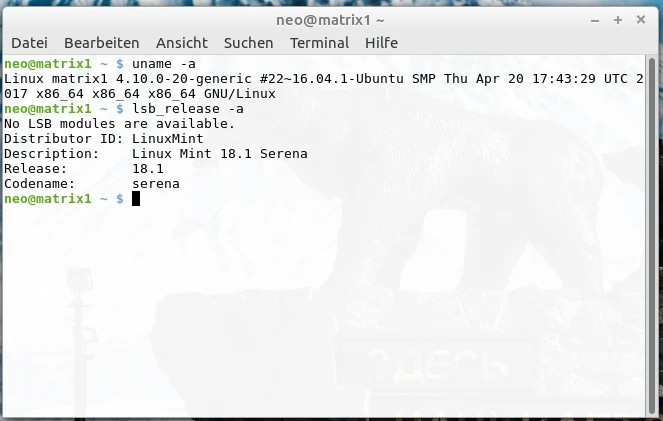 neo@matrix1 ~
Datei Bearbeiten Ansicht Suchen Terminal Hilfe
neo@matrix1 ~ $ uname -a
Linux matrix1 4.10.0-20-generic #22~16.04.1-Ubuntu SMP Thu Apr 20 17:43:29 UTC 2
017 x86_64 x86_64 x86_64 GNU/Linux
neo@matrix1 ~ $ lsb_release -a
No LSB modules are available.
Distributor ID: LinuxMint
Description: Linux Mint 18.1 Serena
Release: 18.1
Codename: serena
neo@matrix1 ~ $
ЗДЕСЬ